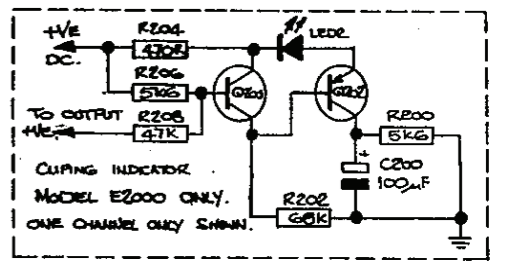 +VE
DC.
R204
470R
LED2
R206
5K6
Q200
Q202
TO OUTPUT
+VE.
R208
47K
R200
5K6
+
C200
100µF
CLIPING INDICATOR
MODEL E2000 ONLY.
ONE CHANNEL ONLY SHOWN.
R202
68K